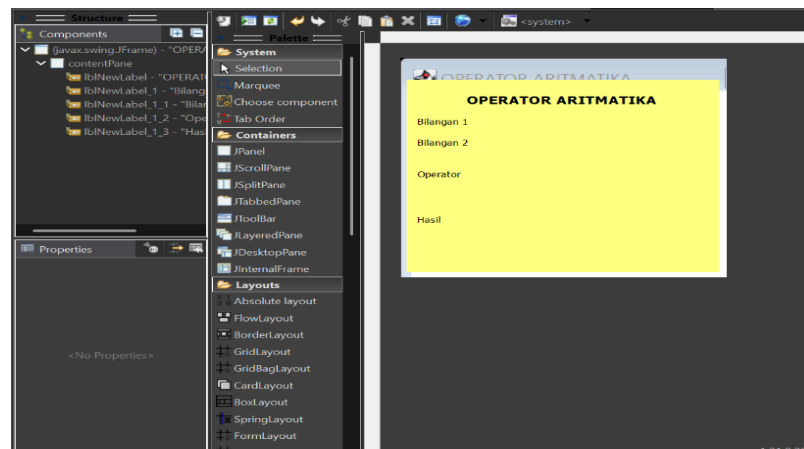 Structure
Components
(javax.swing.JFrame) - "OPERA
contentPane
lblNewLabel - "OPERAT
lblNewLabel_1 - "Bilang
lblNewLabel_1_1 - "Bilar
lblNewLabel_1_2 - "Ope
lblNewLabel_1_3 - "Hasi
Properties
<No Properties>
<system>
Palette
System
Selection
Marquee
Choose component
Tab Order
Containers
JPanel
JScrollPane
JSplitPane
JTabbedPane
JToolBar
JLayeredPane
JDesktopPane
JInternalFrame
Layouts
Absolute layout
FlowLayout
BorderLayout
GridLayout
GridBagLayout
CardLayout
BoxLayout
SpringLayout
FormLayout
OPERATOR ARITMATIKA
OPERATOR ARITMATIKA
Bilangan 1
Bilangan 2
Operator
Hasil